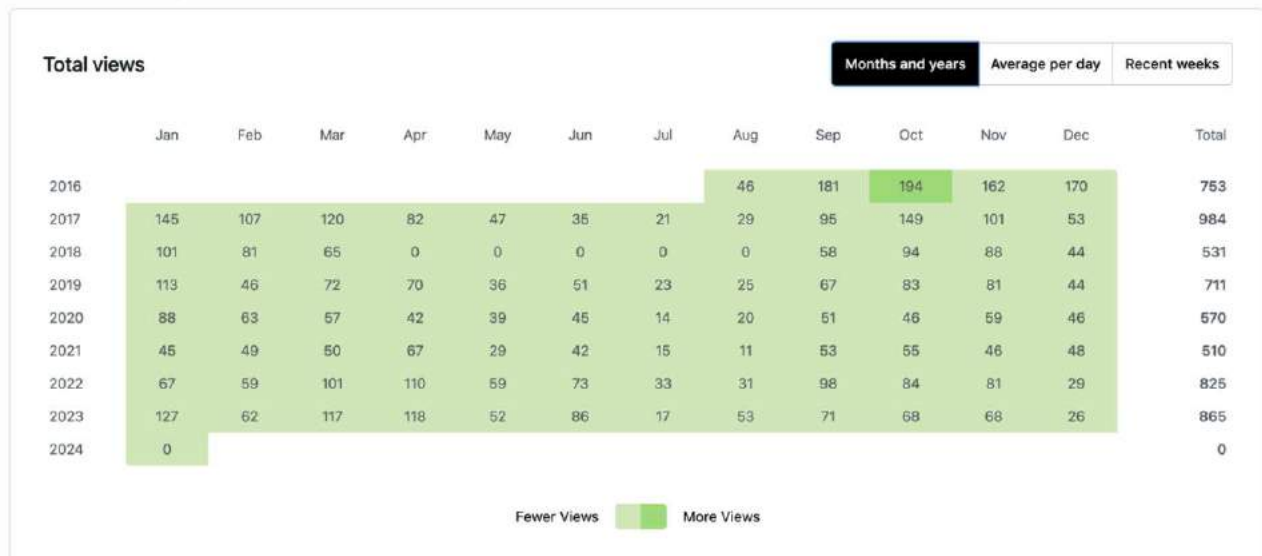 Total views Months and years Average per day Recent weeks
Jan Feb Mar Apr May Jun Jul Aug Sep Oct Nov Dec Total
2016 46 181 194 162 170 753
2017 145 107 120 82 47 35 21 29 95 149 101 53 984
2018 101 81 65 0 0 0 0 0 58 94 88 44 531
2019 113 46 72 70 36 51 23 25 67 83 81 44 711
2020 88 63 57 42 39 45 14 20 51 46 59 46 570
2021 45 49 50 67 29 42 15 11 53 55 46 48 510
2022 67 59 101 110 59 73 33 31 98 84 81 29 825
2023 127 62 117 118 52 86 17 53 71 68 68 26 865
2024 0 0
Fewer Views More Views